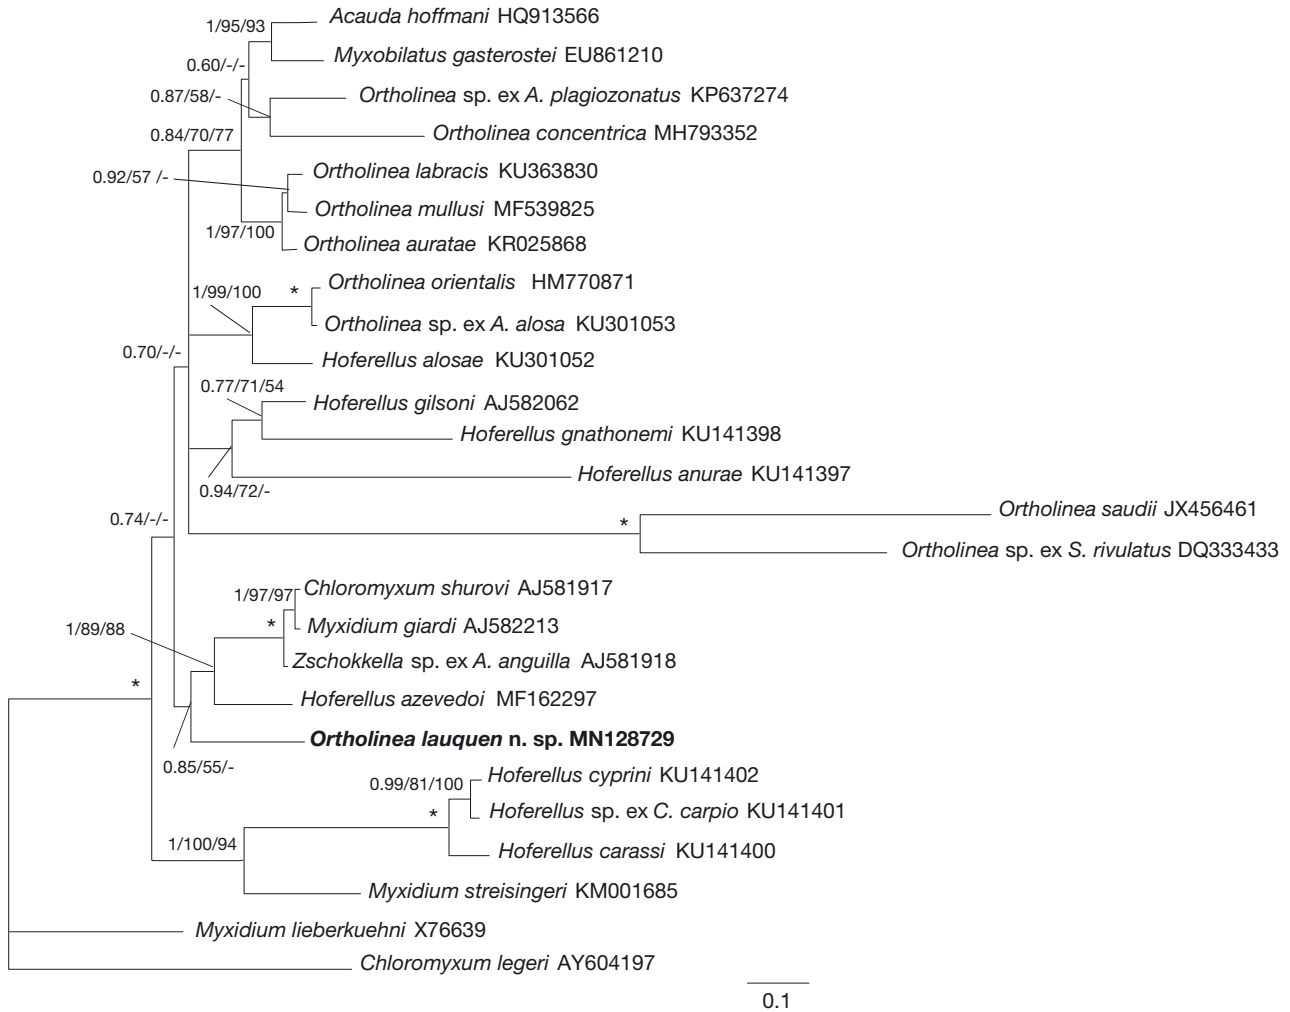 Acauda hoffmani HQ913566
1/95/93
Myxobilatus gasterostei EU861210
0.60/-/-
Ortholinea sp. ex A. plagiozonatus KP637274
0.87/58/-
Ortholinea concentrica MH793352
0.84/70/77
Ortholinea labracis KU363830
0.92/57 /-
Ortholinea mullusi MF539825
1/97/100
Ortholinea auratae KR025868
Ortholinea orientalis HM770871
1/99/100
*
Ortholinea sp. ex A. alosa KU301053
0.70/-/-
Hoferellus alosae KU301052
0.77/71/54
Hoferellus gilsoni AJ582062
Hoferellus gnathonemi KU141398
Hoferellus anurae KU141397
0.94/72/-
Ortholinea saudii JX456461
0.74/-/-
*
Ortholinea sp. ex S. rivulatus DQ333433
Chloromyxum shurovi AJ581917
1/97/97
Myxidium giardi AJ582213
*
1/89/88
Zschokkella sp. ex A. anguilla AJ581918
*
Hoferellus azevedoi MF162297
Ortholinea lauquen n. sp. MN128729
0.85/55/-
Hoferellus cyprini KU141402
0.99/81/100
Hoferellus sp. ex C. carpio KU141401
*
1/100/94
Hoferellus carassi KU141400
Myxidium streisingeri KM001685
Myxidium lieberkuehni X76639
Chloromyxum legeri AY604197
0.1